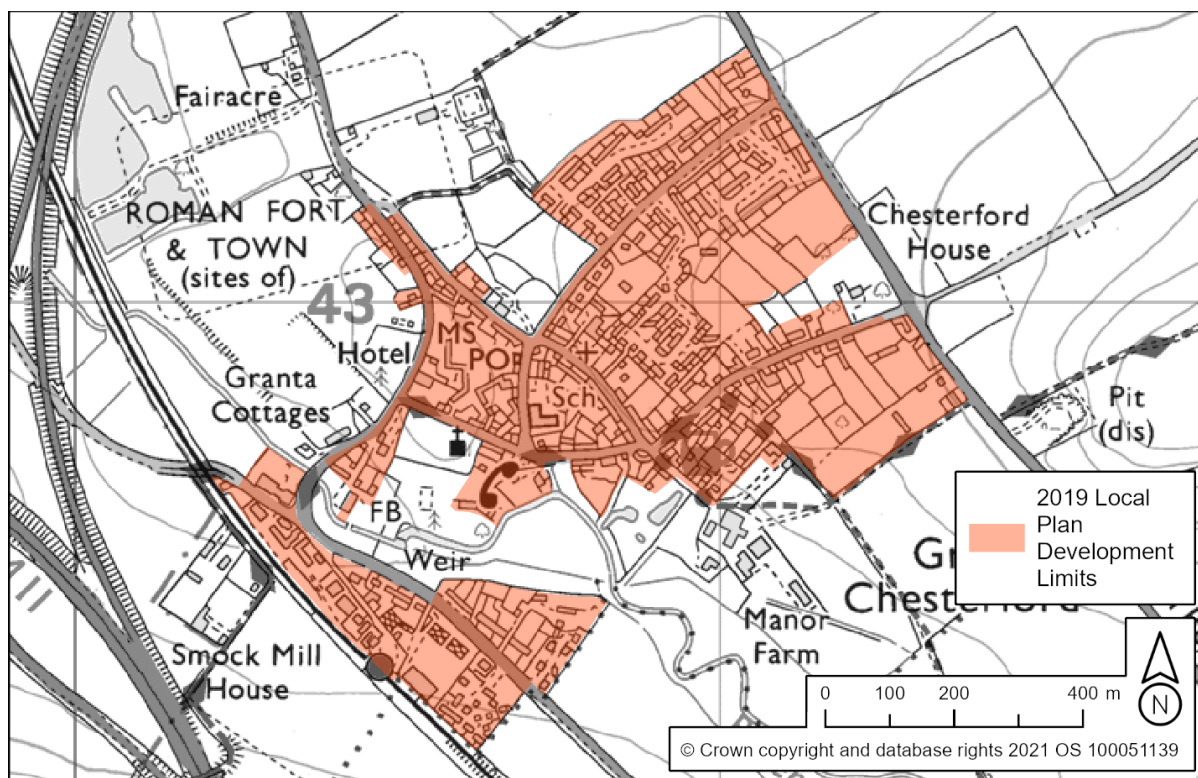 Fairacre
ROMAN FORT
& TOWN
(sites of)
43
Chesterford
House
MS
PO
Hotel
Sch
Granta
Cottages
Pit
(dis)
FB
Weir
Smock Mill
House
Manor
Farm
Chesterford
2019 Local
Plan
Development
Limits
0 100 200 400 m
N
© Crown copyright and database rights 2021 OS 100051139